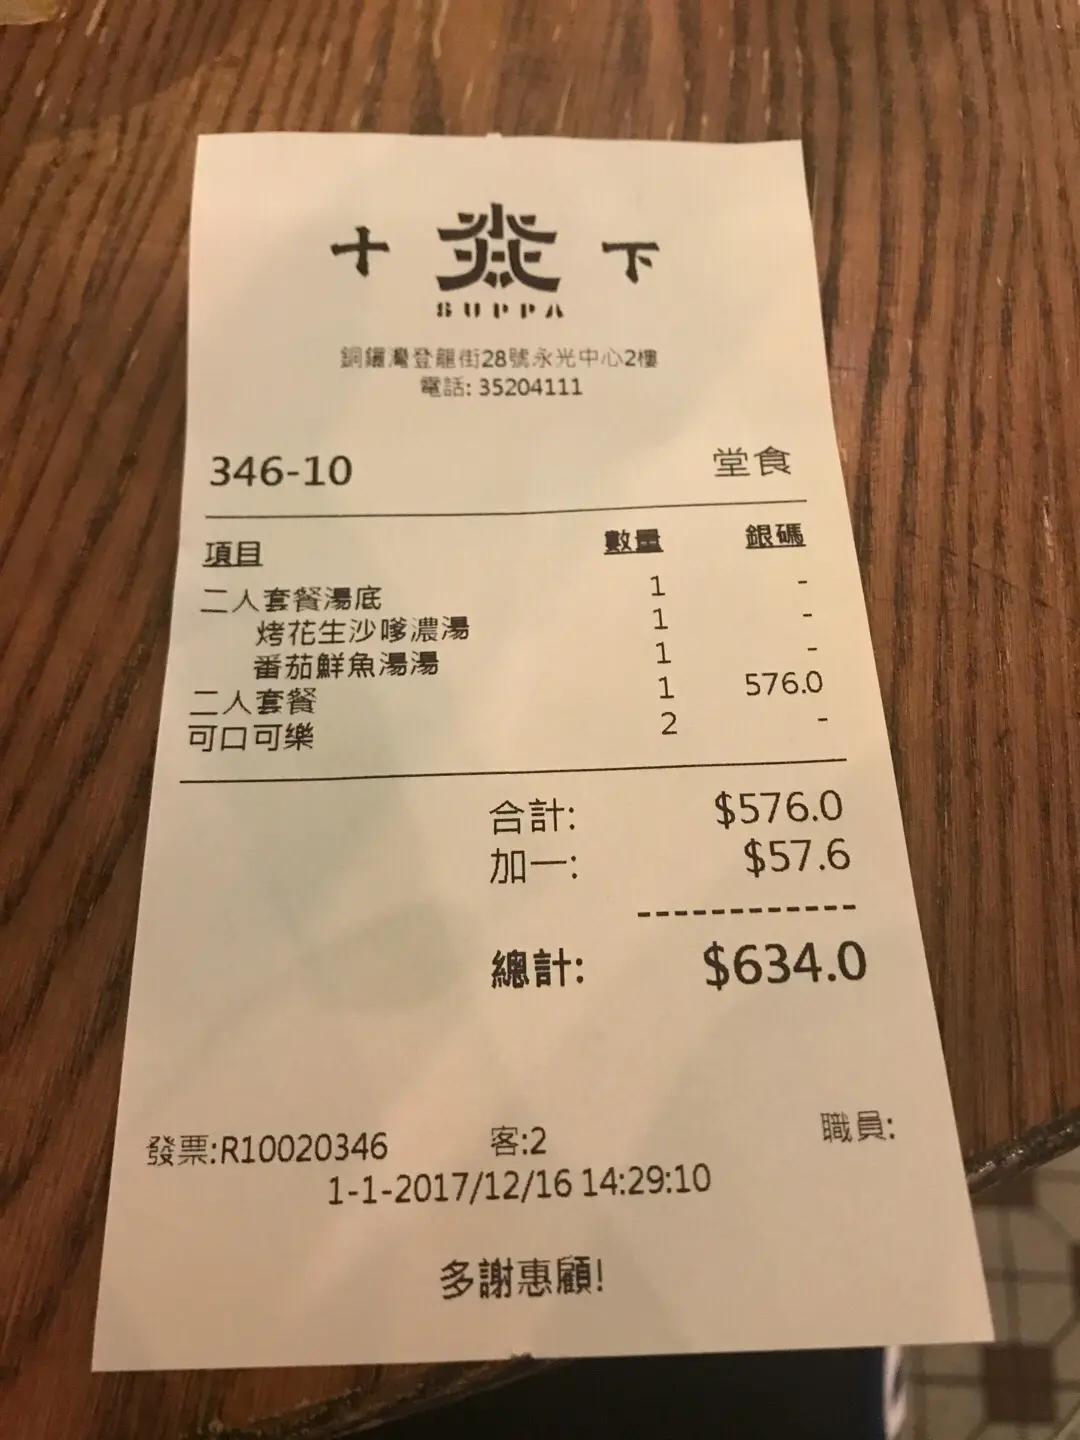 十 下
SUPPA
銅鑼灣登龍街28號永光中心2樓
電話: 35204111
346-10 堂食
項目 數量 銀碼
二人套餐湯底 1 -
烤花生沙嗲濃湯 1 -
番茄鮮魚湯湯 1 -
二人套餐 1 576.0
可口可樂 2 -
合計: $576.0
加一: $57.6
------------
總計: $634.0
發票:R10020346 客:2 職員:
1-1-2017/12/16 14:29:10
多謝惠顧!